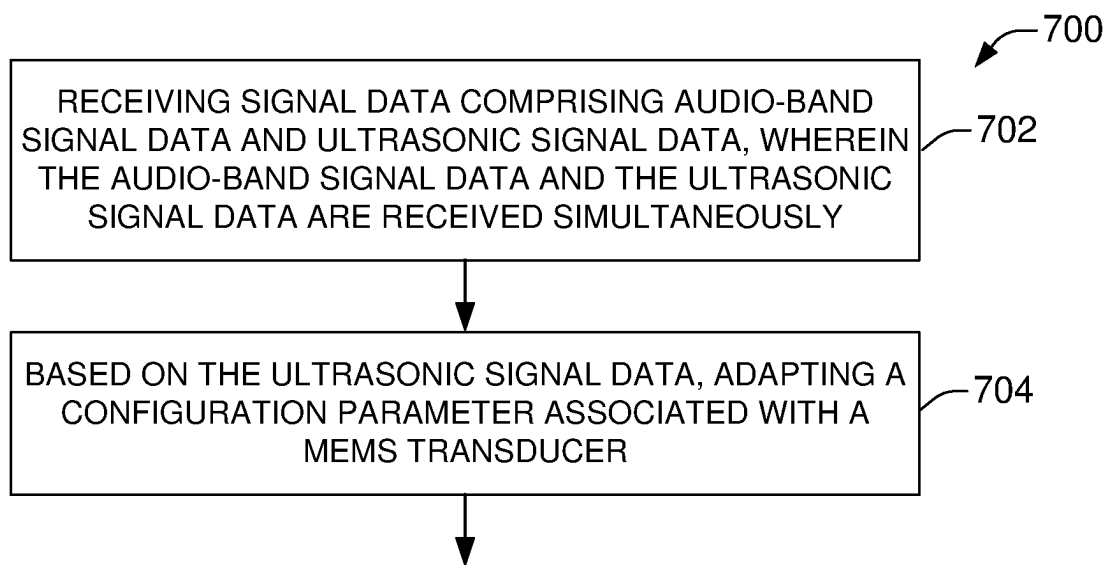 700
RECEIVING SIGNAL DATA COMPRISING AUDIO-BAND
SIGNAL DATA AND ULTRASONIC SIGNAL DATA, WHEREIN
THE AUDIO-BAND SIGNAL DATA AND THE ULTRASONIC
SIGNAL DATA ARE RECEIVED SIMULTANEOUSLY
702
BASED ON THE ULTRASONIC SIGNAL DATA, ADAPTING A
CONFIGURATION PARAMETER ASSOCIATED WITH A
MEMS TRANSDUCER
704